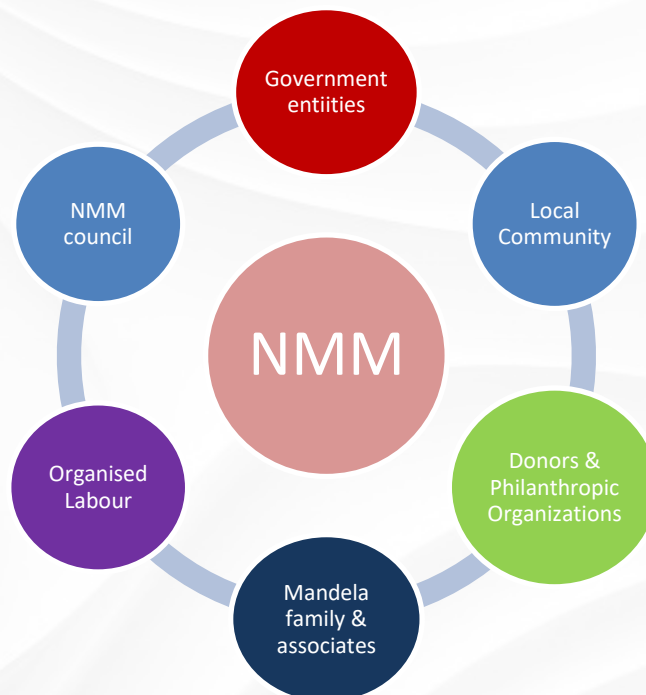 Government
entiities
Local
Community
Donors &
Philanthropic
Organizations
Mandela
family &
associates
Organised
Labour
NMM
council
NMM